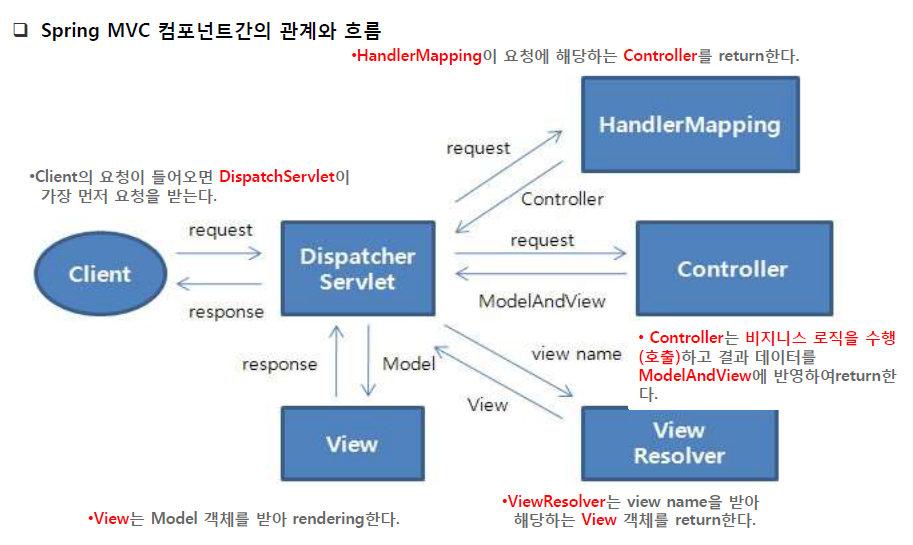 ❑ Spring MVC 컴포넌트간의 관계와 흐름
•HandlerMapping이 요청에 해당하는 Controller를 return한다.
HandlerMapping
request
•Client의 요청이 들어오면 DispatchServlet이
가장 먼저 요청을 받는다.
Controller
request
request
Dispatcher
Servlet
Client
Controller
response
ModelAndView
• Controller는 비지니스 로직을 수행
(호출)하고 결과 데이터를
ModelAndView에 반영하여return한
다.
response
Model
view name
View
View
View
Resolver
•ViewResolver는 view name을 받아
해당하는 View 객체를 return한다.
•View는 Model 객체를 받아 rendering한다.